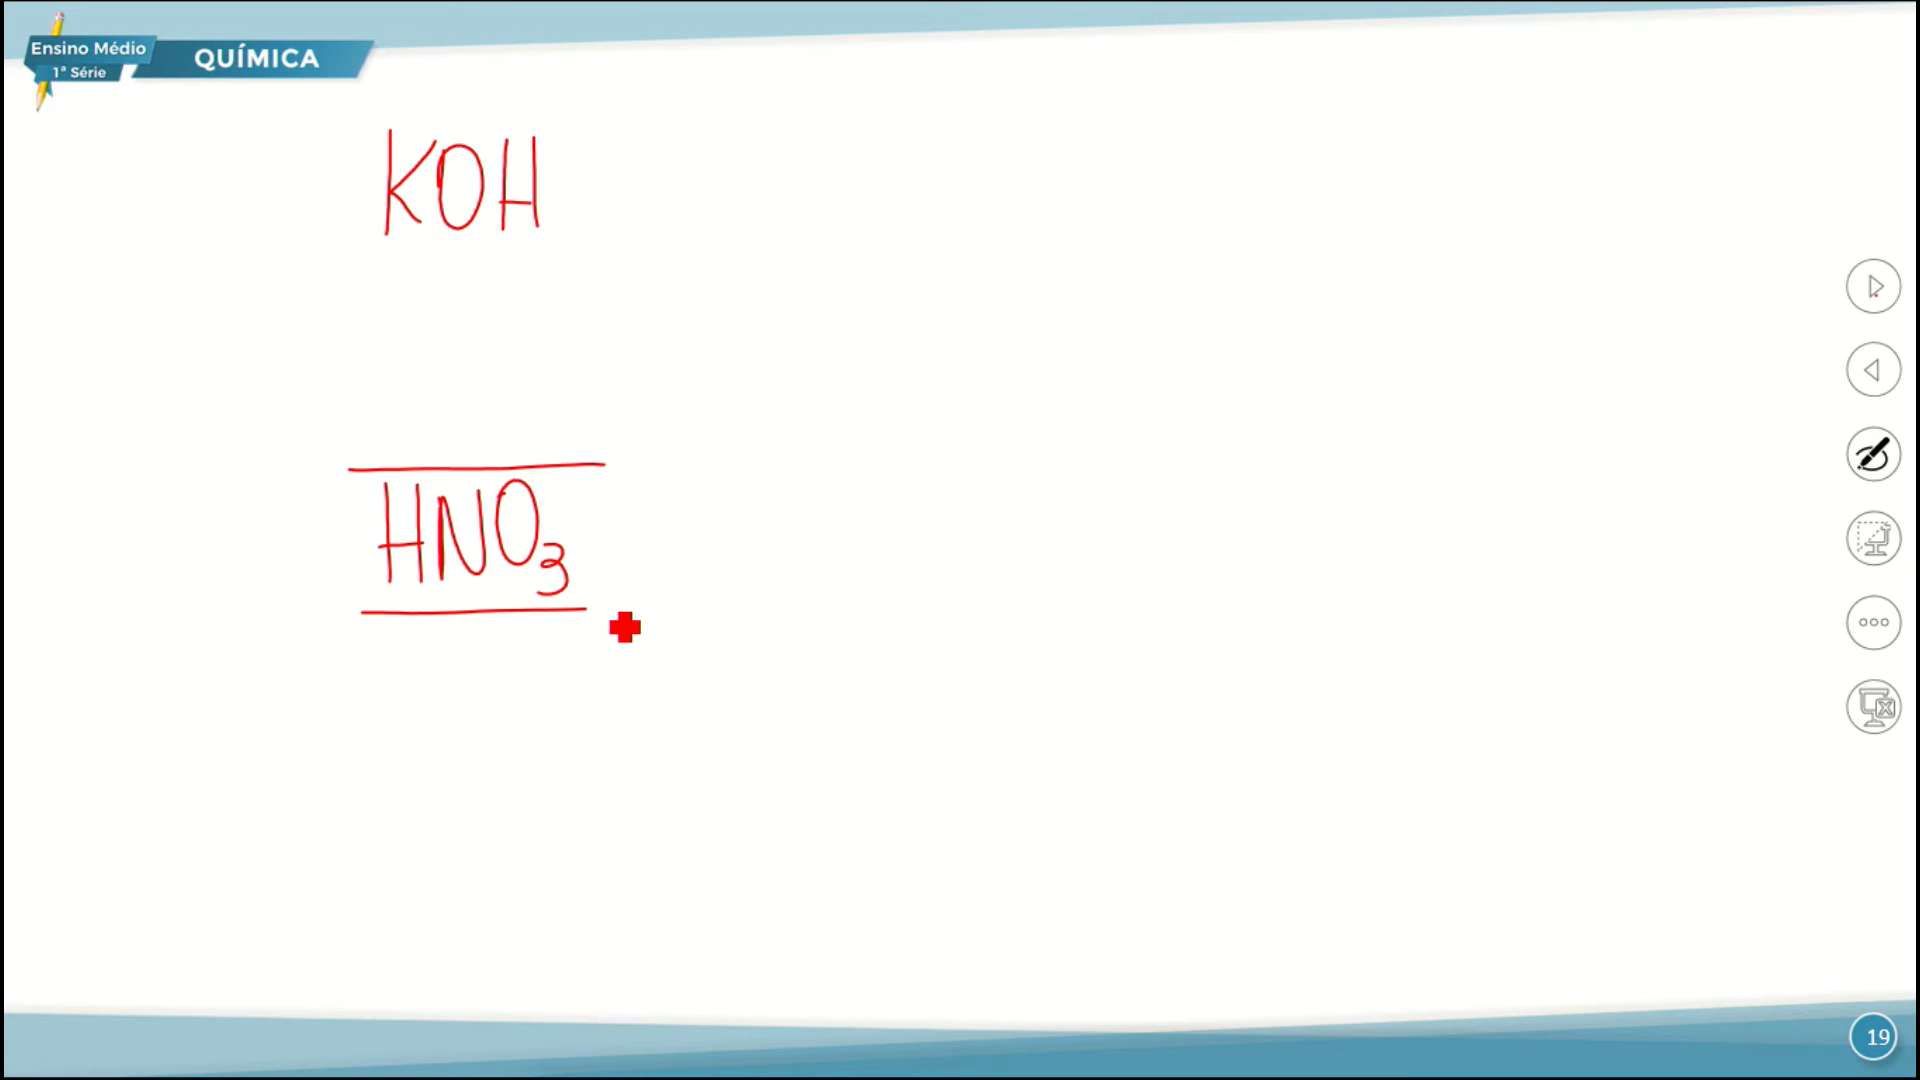 Ensino Médio
1ª Série
QUÍMICA
KOH
HNO₃
19